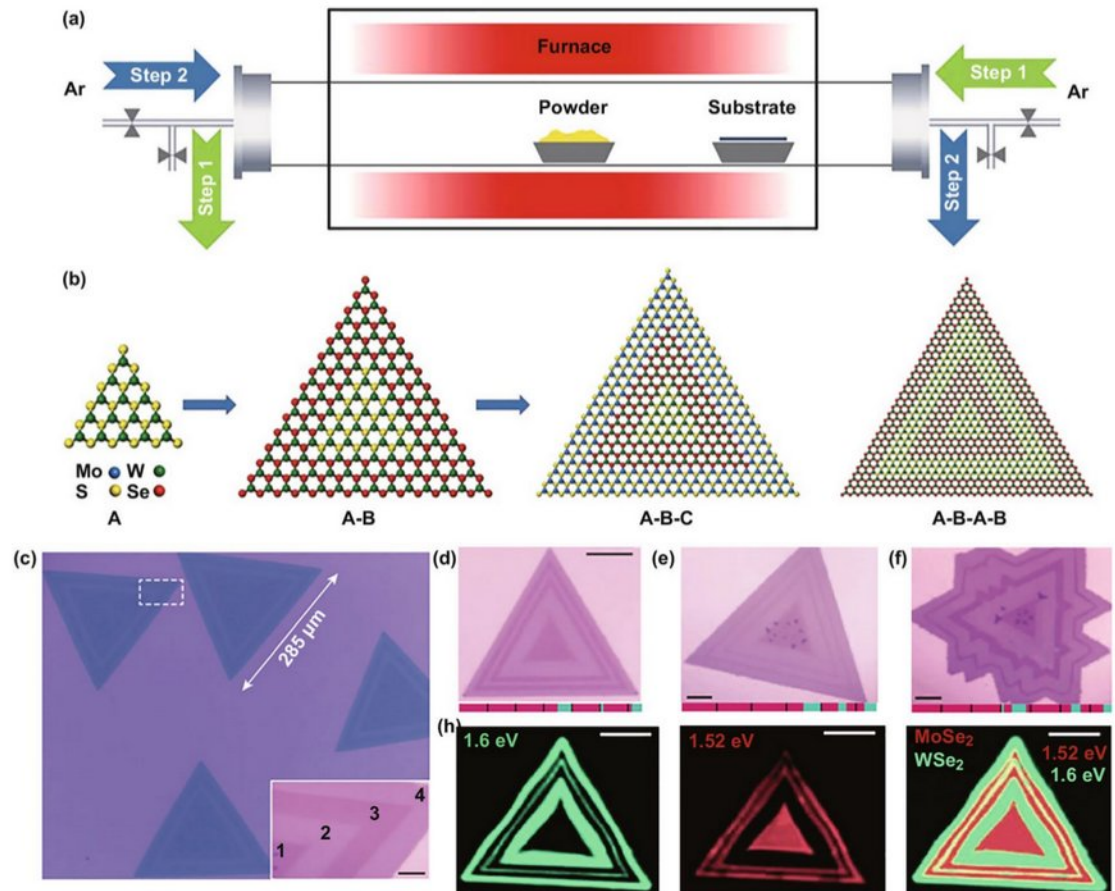 (a)
Furnace
Step 2
Step 1
Ar
Ar
Powder
Substrate
Step 1
Step 2
(b)
Mo W
S Se
A
A-B
A-B-C
A-B-A-B
(c)
285 μm
1
2
3
4
(d)
(e)
(f)
(h)
1.6 eV
1.52 eV
MoSe₂
WSe₂
1.52 eV
1.6 eV